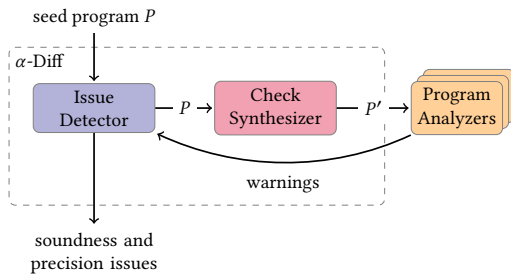 seed program P
α-Diff
Issue
Detector
P
Check
Synthesizer
P′
Program
Analyzers
warnings
soundness and
precision issues